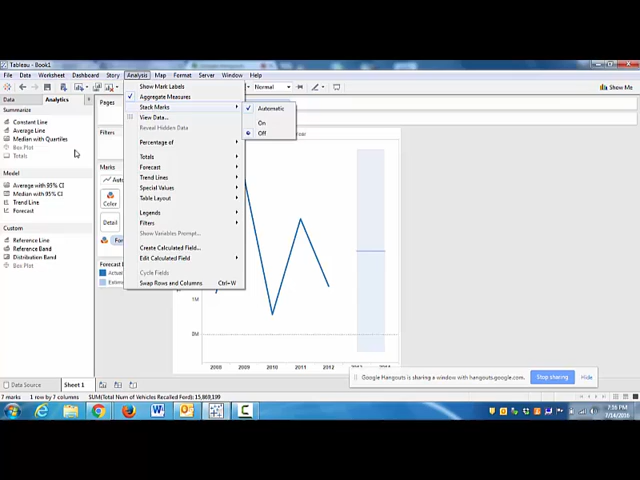 Tableau - Book1
File Data Worksheet Dashboard Story Analysis Map Format Server Window Help
Normal
Show Me
Data Analytics
Summarize
Constant Line
Average Line
Median with Quartiles
Box Plot
Totals
Model
Average with 95% CI
Median with 95% CI
Trend Line
Forecast
Custom
Reference Line
Reference Band
Distribution Band
Box Plot
Pages
Filters
Marks
Color
Detail
Actu
Estim
Show Mark Labels
Aggregate Measures
Stack Marks
View Data...
Reveal Hidden Data
Percentage of
Totals
Forecast
Trend Lines
Special Values
Table Layout
Legends
Filters
Show Variables Prompt...
Create Calculated Field...
Edit Calculated Field
Cycle Fields
Swap Rows and Columns Ctrl+W
Automatic
On
Off
1M
0M
2008 2009 2010 2011 2012 2013 2014
Google Hangouts is sharing a window with hangouts.google.com.
Stop sharing
Hide
Data Source Sheet 1
7 marks 1 row by 7 columns SUM(Total Num of Vehicles Recalled Ford): 15,869,199
7:16 PM
7/14/2016